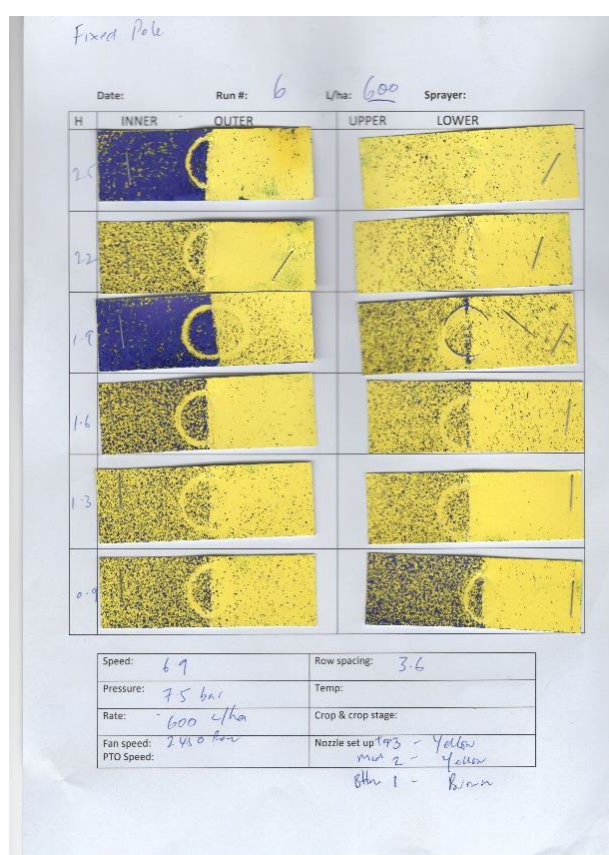 Fixed Pole
Date: Run #: 6 L/ha: 600 Sprayer:
H INNER OUTER UPPER LOWER
2.5
2.2
1.9
1.6
1.3
0.9
Speed: 6.9 Row spacing: 3.6
Pressure: 7.5 bar Temp:
Rate: 600 L/ha Crop & crop stage:
Fan speed: 2450 Nozzle set up Top 3 - Yellow
PTO Speed: Mid 2 - Yellow
Bttm 1 - Brown